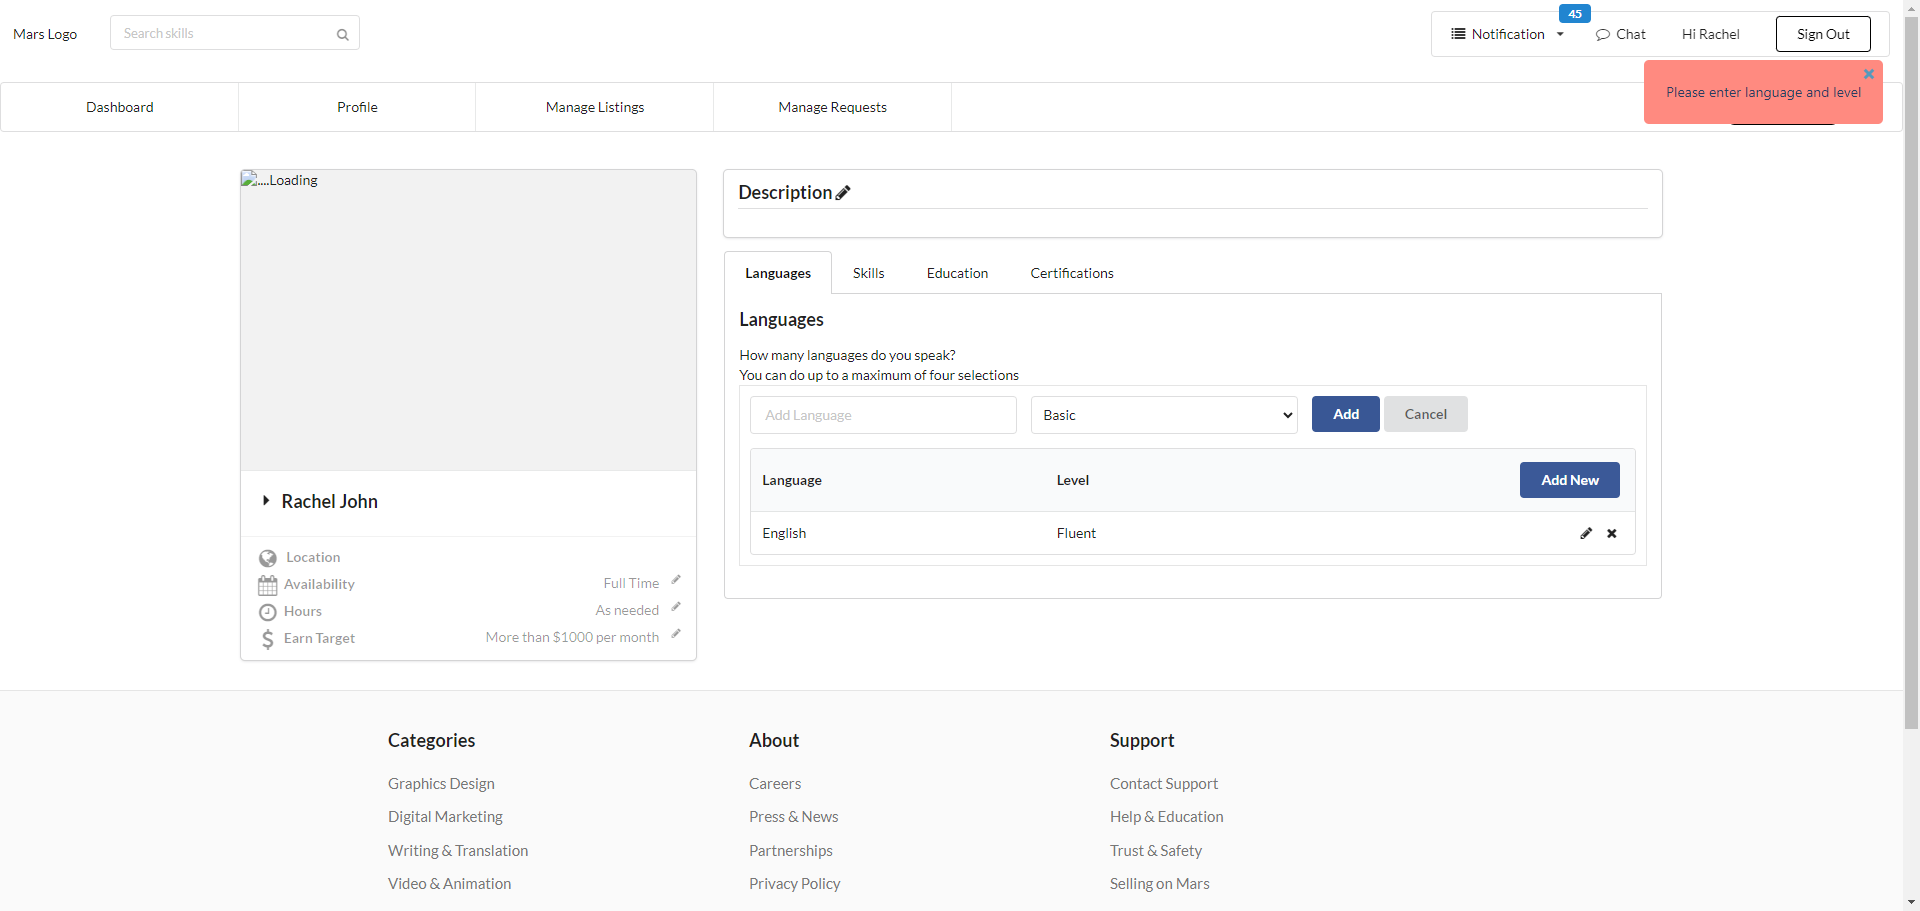 Mars Logo
Search skills
45
Notification
Chat
Hi Rachel
Sign Out
Please enter language and level
Dashboard
Profile
Manage Listings
Manage Requests
....Loading
Rachel John
Location
Availability
Full Time
Hours
As needed
Earn Target
More than $1000 per month
Description
Languages
Skills
Education
Certifications
Languages
How many languages do you speak?
You can do up to a maximum of four selections
Add Language
Basic
Add
Cancel
Language
Level
Add New
English
Fluent
Categories
Graphics Design
Digital Marketing
Writing & Translation
Video & Animation
About
Careers
Press & News
Partnerships
Privacy Policy
Support
Contact Support
Help & Education
Trust & Safety
Selling on Mars